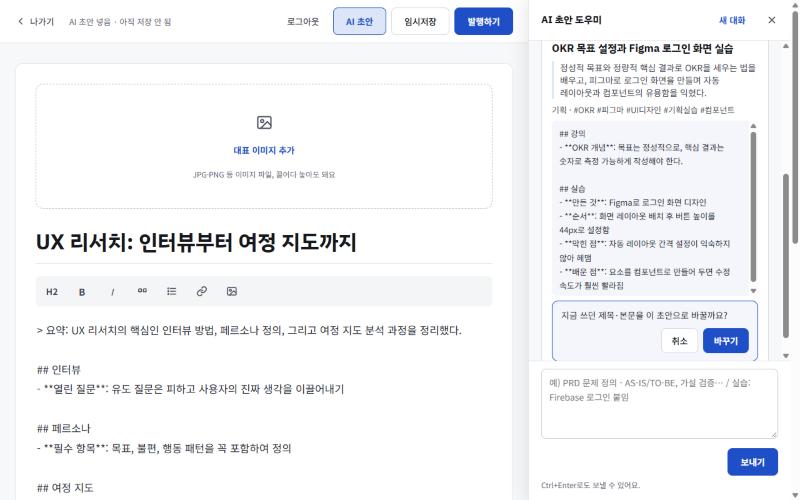 나가기
AI 초안 넣음 · 아직 저장 안 됨
로그아웃
AI 초안
임시저장
발행하기
대표 이미지 추가
JPG·PNG 등 이미지 파일, 끌어다 놓아도 돼요
UX 리서치: 인터뷰부터 여정 지도까지
H2 B I
> 요약: UX 리서치의 핵심인 인터뷰 방법, 페르소나 정의, 그리고 여정 지도 분석 과정을 정리했다.
## 인터뷰
- **열린 질문**: 유도 질문은 피하고 사용자의 진짜 생각을 이끌어내기
## 페르소나
- **필수 항목**: 목표, 불편, 행동 패턴을 꼭 포함하여 정의
## 여정 지도
AI 초안 도우미
새 대화
OKR 목표 설정과 Figma 로그인 화면 실습
정성적 목표와 정량적 핵심 결과로 OKR을 세우는 법을
배우고, 피그마로 로그인 화면을 만들며 자동
레이아웃과 컴포넌트의 유용함을 익혔다.
기획 · #OKR #피그마 #UI디자인 #기획실습 #컴포넌트
## 강의
- **OKR 개념**: 목표는 정성적으로, 핵심 결과는
숫자로 측정 가능하게 작성해야 한다.
## 실습
- **만든 것**: Figma로 로그인 화면 디자인
- **순서**: 화면 레이아웃 배치 후 버튼 높이를
44px로 설정함
- **막힌 점**: 자동 레이아웃 간격 설정이 익숙하지
않아 헤맴
- **배운 점**: 요소를 컴포넌트로 만들어 두면 수정
속도가 훨씬 빨라짐
지금 쓰던 제목·본문을 이 초안으로 바꿀까요?
취소
바꾸기
예) PRD 문제 정의 - AS-IS/TO-BE, 가설 검증… / 실습:
Firebase 로그인 붙임
보내기
Ctrl+Enter로도 보낼 수 있어요.